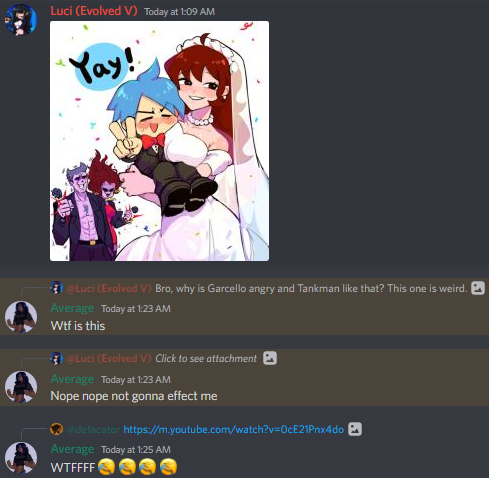 Luci (Evolved V) Today at 1:09 AM
Yay!
@Luci (Evolved V) Bro, why is Garcello angry and Tankman like that? This one is weird.
Average Today at 1:23 AM
Wtf is this
@Luci (Evolved V) Click to see attachment
Average Today at 1:23 AM
Nope nope not gonna effect me
@defacator https://m.youtube.com/watch?v=0cE21Pnx4do
Average Today at 1:25 AM
WTFFFF